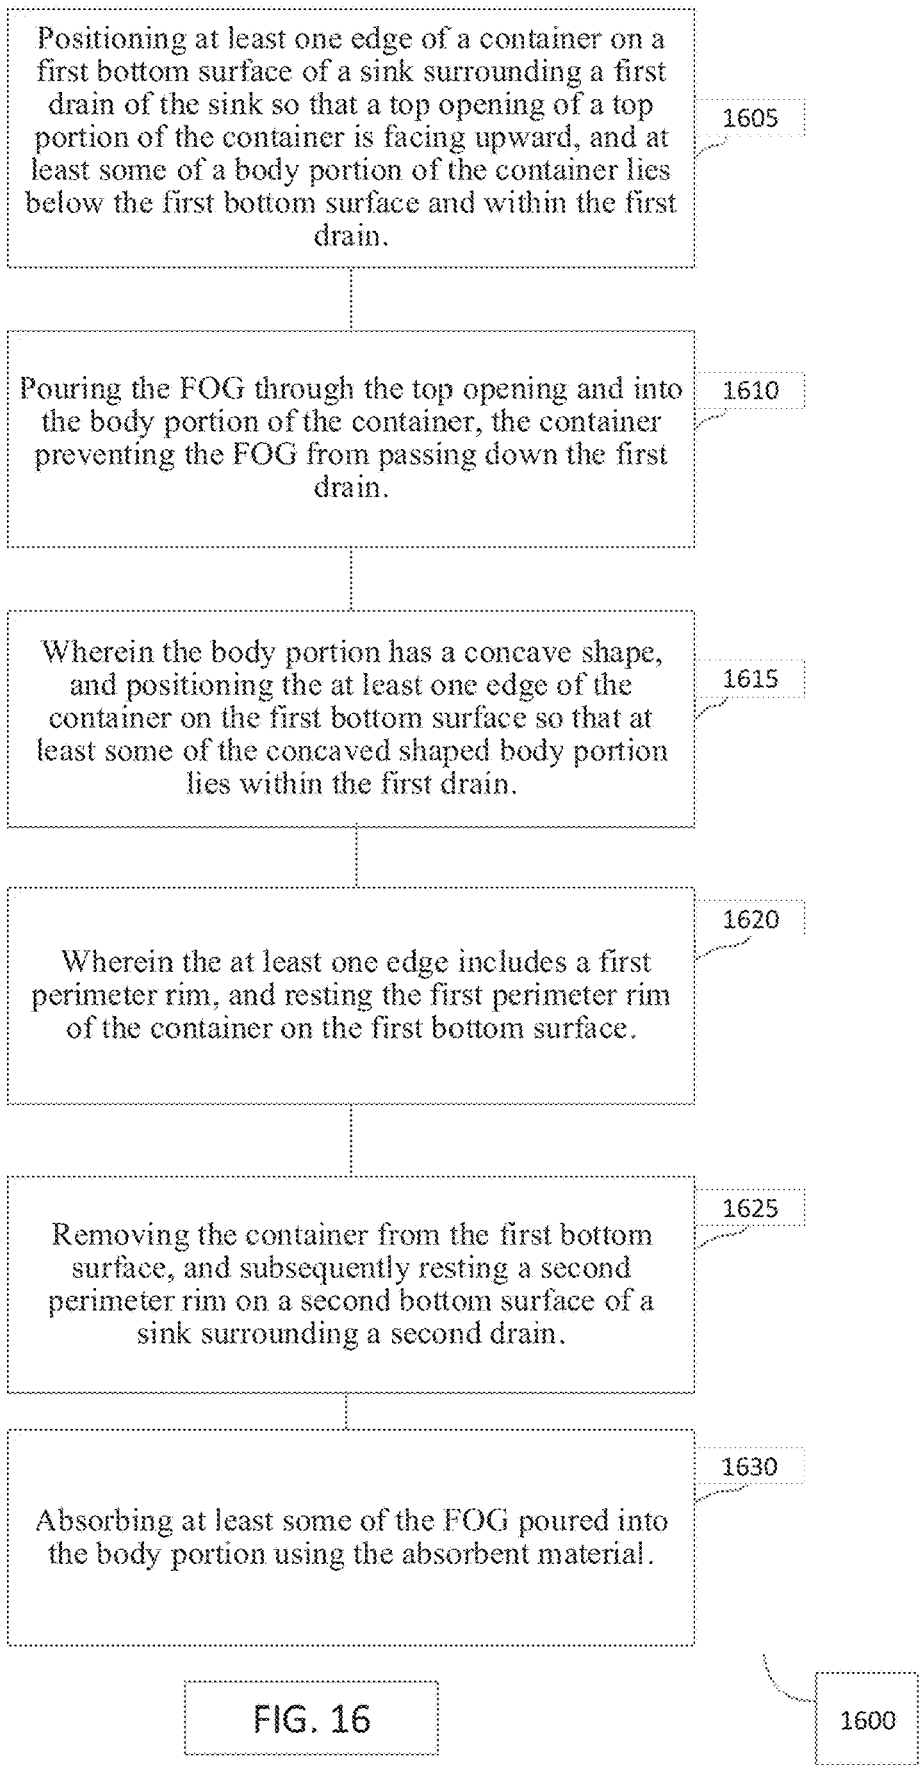 Positioning at least one edge of a container on a
first bottom surface of a sink surrounding a first
drain of the sink so that a top opening of a top
portion of the container is facing upward, and at
least some of a body portion of the container lies
below the first bottom surface and within the first
drain.
1605
Pouring the FOG through the top opening and into
the body portion of the container, the container
preventing the FOG from passing down the first
drain.
1610
Wherein the body portion has a concave shape,
and positioning the at least one edge of the
container on the first bottom surface so that at
least some of the concaved shaped body portion
lies within the first drain.
1615
Wherein the at least one edge includes a first
perimeter rim, and resting the first perimeter rim
of the container on the first bottom surface.
1620
Removing the container from the first bottom
surface, and subsequently resting a second
perimeter rim on a second bottom surface of a
sink surrounding a second drain.
1625
Absorbing at least some of the FOG poured into
the body portion using the absorbent material.
1630
FIG. 16
1600